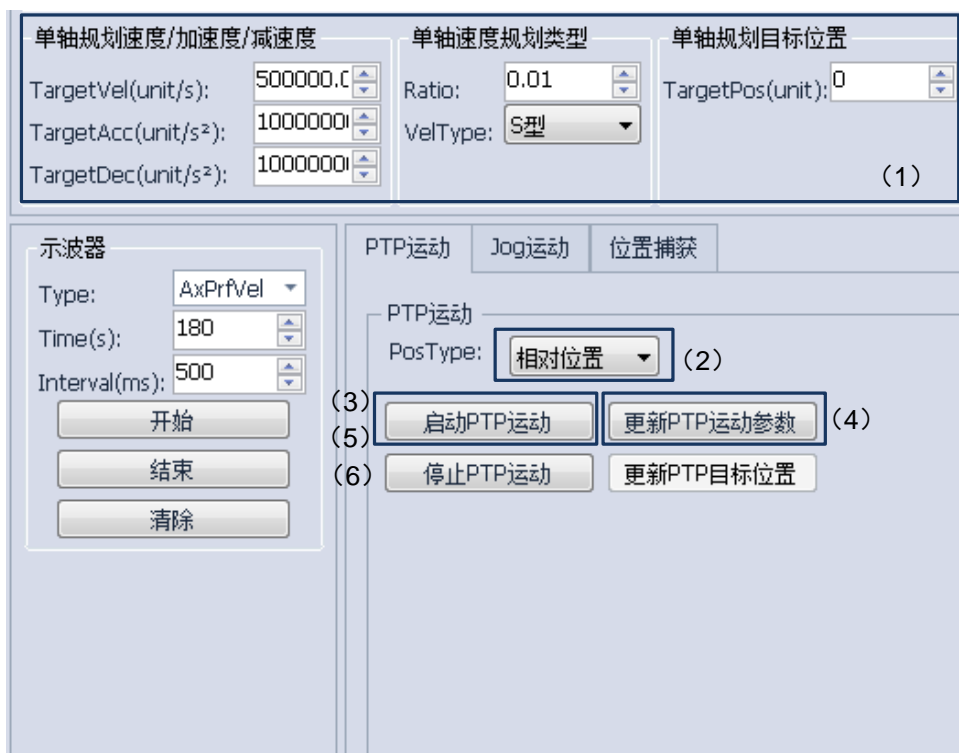 单轴规划速度/加速度/减速度
单轴速度规划类型
单轴规划目标位置
TargetVel(unit/s):
500000.0
Ratio:
0.01
TargetPos(unit):
0
TargetAcc(unit/s²):
1000000
VelType:
S型
TargetDec(unit/s²):
1000000
（1）
示波器
Type:
AxPrfVel
Time(s):
180
Interval(ms):
500
开始
结束
清除
PTP运动
Jog运动
位置捕获
PTP运动
PosType:
相对位置
（2）
（3）
（5）
启动PTP运动
更新PTP运动参数
（4）
（6）
停止PTP运动
更新PTP目标位置